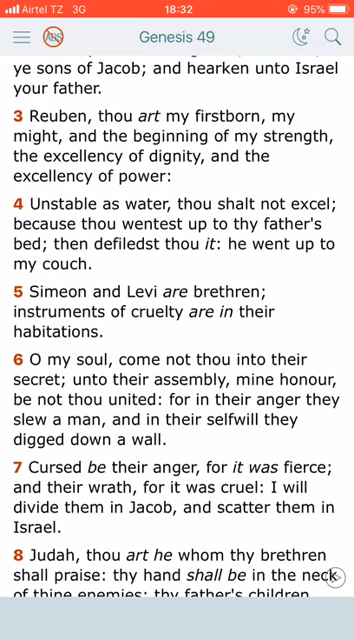 Airtel TZ 3G 18:32 95%
ADS Genesis 49
ye sons of Jacob; and hearken unto Israel
your father.
3 Reuben, thou art my firstborn, my
might, and the beginning of my strength,
the excellency of dignity, and the
excellency of power:
4 Unstable as water, thou shalt not excel;
because thou wentest up to thy father's
bed; then defiledst thou it: he went up to
my couch.
5 Simeon and Levi are brethren;
instruments of cruelty are in their
habitations.
6 O my soul, come not thou into their
secret; unto their assembly, mine honour,
be not thou united: for in their anger they
slew a man, and in their selfwill they
digged down a wall.
7 Cursed be their anger, for it was fierce;
and their wrath, for it was cruel: I will
divide them in Jacob, and scatter them in
Israel.
8 Judah, thou art he whom thy brethren
shall praise: thy hand shall be in the neck
of thine enemies; thy father's children